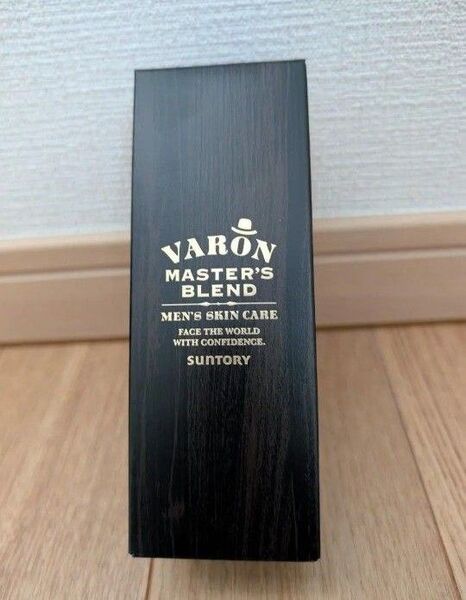 VARON
MASTER'S
BLEND
MEN'S SKIN CARE
FACE THE WORLD
WITH CONFIDENCE.
SUNTORY